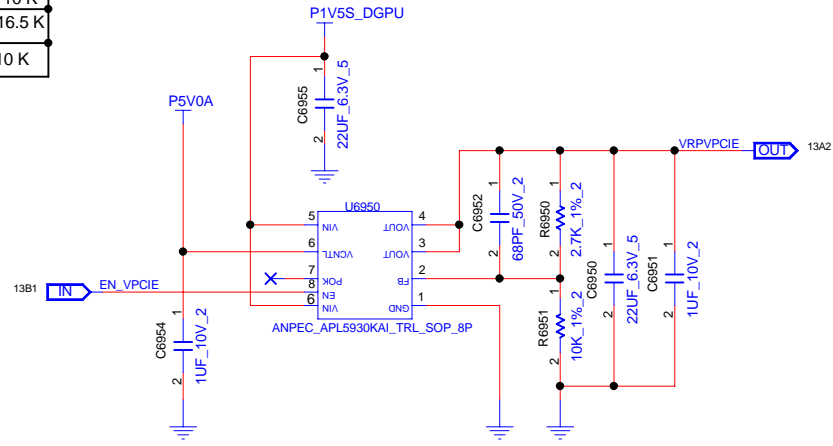 16.5 K
10 K
P1V5S_DGPU
1
C6955
22UF_6.3V_5
2
P5V0A
VRPVPCIE
OUT
13A2
1
C6952
68PF_50V_2
2
1
R6950
2.7K_1%_2
2
U6950
5 VIN VOUT 4
6 VCNTL VOUT 3
7 POK FB 2
8 EN
6 VIN GND 1
ANPEC_APL5930KAI_TRL_SOP_8P
13B1
IN
EN_VPCIE
1
C6954
1UF_10V_2
2
1
R6951
10K_1%_2
2
1
C6950
22UF_6.3V_5
2
1
C6951
1UF_10V_2
2